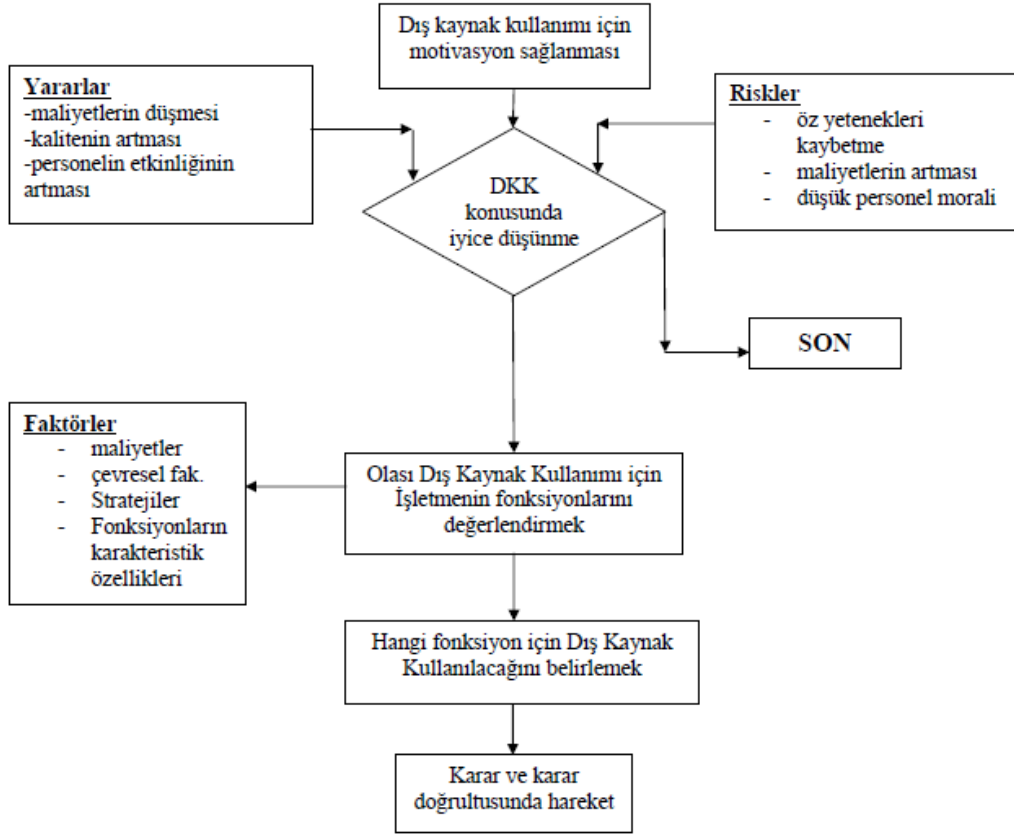 Dış kaynak kullanımı için
motivasyon sağlanması
Yararlar
-maliyetlerin düşmesi
-kalitenin artması
-personelin etkinliğinin
artması
Riskler
- öz yetenekleri
kaybetme
- maliyetlerin artması
- düşük personel morali
DKK
konusunda
iyice düşünme
SON
Faktörler
- maliyetler
- çevresel fak.
- Stratejiler
- Fonksiyonların
karakteristik
özellikleri
Olası Dış Kaynak Kullanımı için
İşletmenin fonksiyonlarını
değerlendirmek
Hangi fonksiyon için Dış Kaynak
Kullanılacağını belirlemek
Karar ve karar
doğrultusunda hareket